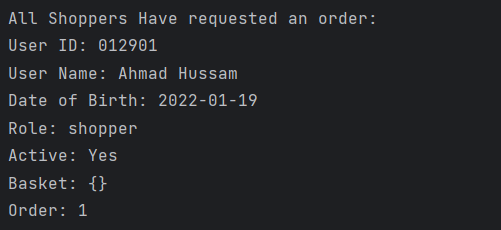 All Shoppers Have requested an order:
User ID: 012901
User Name: Ahmad Hussam
Date of Birth: 2022-01-19
Role: shopper
Active: Yes
Basket: {}
Order: 1